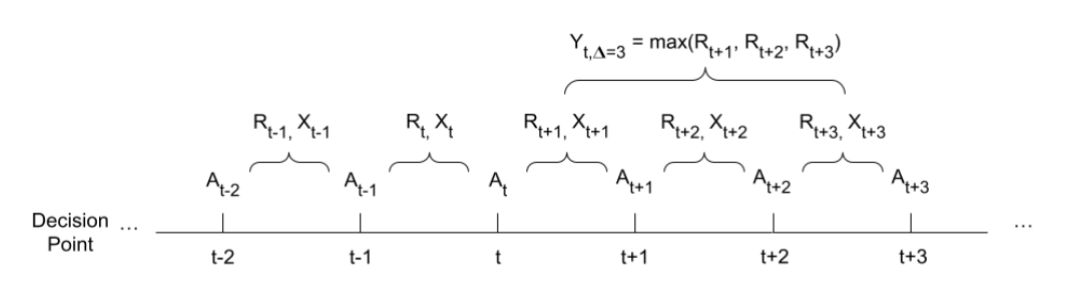 Y_{t,Δ=3} = max(R_{t+1}, R_{t+2}, R_{t+3})
R_{t-1}, X_{t-1} R_{t,} X_t R_{t+1,} X_{t+1} R_{t+2,} X_{t+2} R_{t+3,} X_{t+3}
A_{t-2} A_{t-1} A_t A_{t+1} A_{t+2} A_{t+3}
Decision Point ... ...
t-2 t-1 t t+1 t+2 t+3